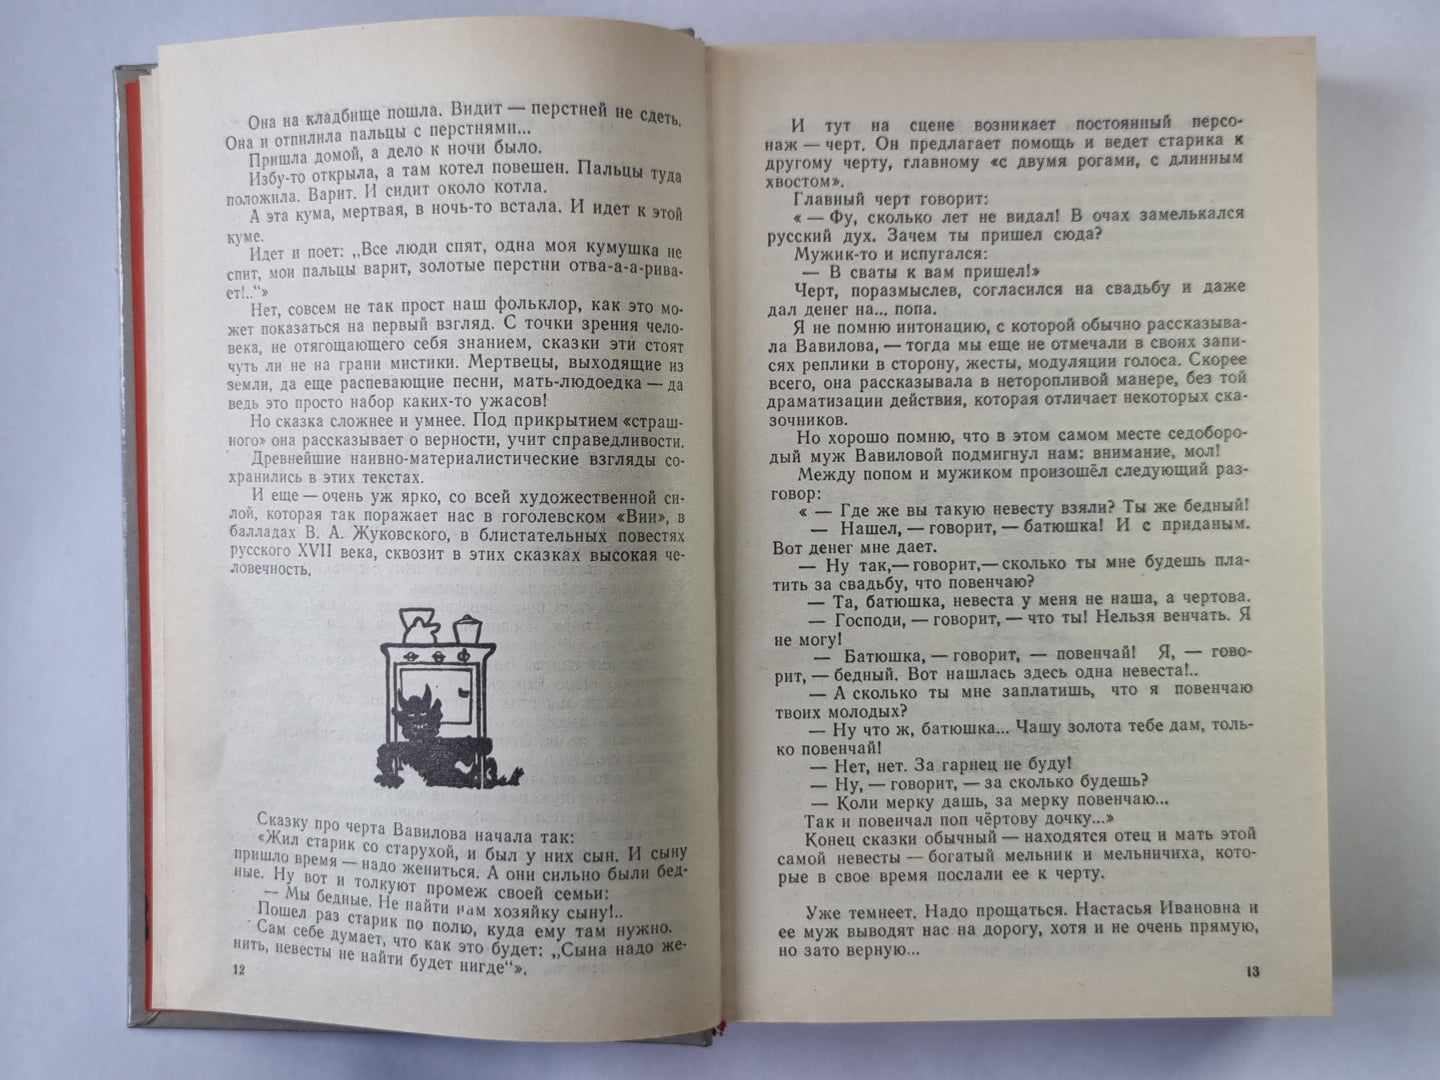 Она на кладбище пошла. Видит — перстней не сдеть.
Она и отпилила пальцы с перстнями...
Пришла домой, а дело к ночи было.
Избу-то открыла, а там котел повешен. Пальцы туда
положила. Варит. И сидит около котла.
А эта кума, мертвая, в ночь-то встала. И идет к этой
куме.
Идет и поет: „Все люди спят, одна моя кумушка не
спит, мои пальцы варит, золотые перстни отва-а-а-рива-
ет!..“»
Нет, совсем не так прост наш фольклор, как это мо-
жет показаться на первый взгляд. С точки зрения чело-
века, не отягощающего себя знанием, сказки эти стоят
чуть ли не на грани мистики. Мертвецы, выходящие из
земли, да еще распевающие песни, мать-людоедка — да
ведь это просто набор каких-то ужасов!
Но сказка сложнее и умнее. Под прикрытием «страш-
ного» она рассказывает о верности, учит справедливости.
Древнейшие наивно-материалистические взгляды со-
хранились в этих текстах.
И еще — очень уж ярко, со всей художественной си-
лой, которая так поражает нас в гоголевском «Вии», в
балладах В. А. Жуковского, в блистательных повестях
русского XVII века, сквозит в этих сказках высокая че-
ловечность.
Сказку про черта Вавилова начала так:
«Жил старик со старухой, и был у них сын. И сыну
пришло время — надо жениться. А они сильно были бед-
ные. Ну вот и толкуют промеж своей семьи:
— Мы бедные. Не найти нам хозяйку сыну!..
Пошел раз старик по полю, куда ему там нужно.
Сам себе думает, что как это будет: „Сына надо же-
нить, невесты не найти будет нигде“».
12
И тут на сцене возникает постоянный персо-
наж — черт. Он предлагает помощь и ведет старика к
другому черту, главному «с двумя рогами, с длинным
хвостом».
Главный черт говорит:
« — Фу, сколько лет не видал! В очах замелькался
русский дух. Зачем ты пришел сюда?
Мужик-то и испугался:
— В сваты к вам пришел!»
Черт, поразмыслев, согласился на свадьбу и даже
дал денег на... попа.
Я не помню интонацию, с которой обычно рассказыва-
ла Вавилова, — тогда мы еще не отмечали в своих запи-
сях реплики в сторону, жесты, модуляции голоса. Скорее
всего, она рассказывала в неторопливой манере, без той
драматизации действия, которая отличает некоторых ска-
зочников.
Но хорошо помню, что в этом самом месте седоборо-
дый муж Вавиловой подмигнул нам: внимание, мол!
Между попом и мужиком произошёл следующий раз-
говор:
« — Где же вы такую невесту взяли? Ты же бедный!
— Нашел, — говорит, — батюшка! И с приданым.
Вот денег мне дает.
— Ну так,— говорит,— сколько ты мне будешь пла-
тить за свадьбу, что повенчаю?
— Та, батюшка, невеста у меня не наша, а чертова.
— Господи, — говорит, — что ты! Нельзя венчать. Я
не могу!
— Батюшка, — говорит, — повенчай! Я, — гово-
рит, — бедный. Вот нашлась здесь одна невеста!..
— А сколько ты мне заплатишь, что я повенчаю
твоих молодых?
— Ну что ж, батюшка... Чашу золота тебе дам, толь-
ко повенчай!
— Нет, нет. За гарнец не буду!
— Ну, — говорит, — за сколько будешь?
— Коли мерку дашь, за мерку повенчаю...
Так и повенчал поп чёртову дочку...»
Конец сказки обычный — находятся отец и мать этой
самой невесты — богатый мельник и мельничиха, кото-
рые в свое время послали ее к черту.
Уже темнеет. Надо прощаться. Настасья Ивановна и
ее муж выводят нас на дорогу, хотя и не очень прямую,
но зато верную...
13